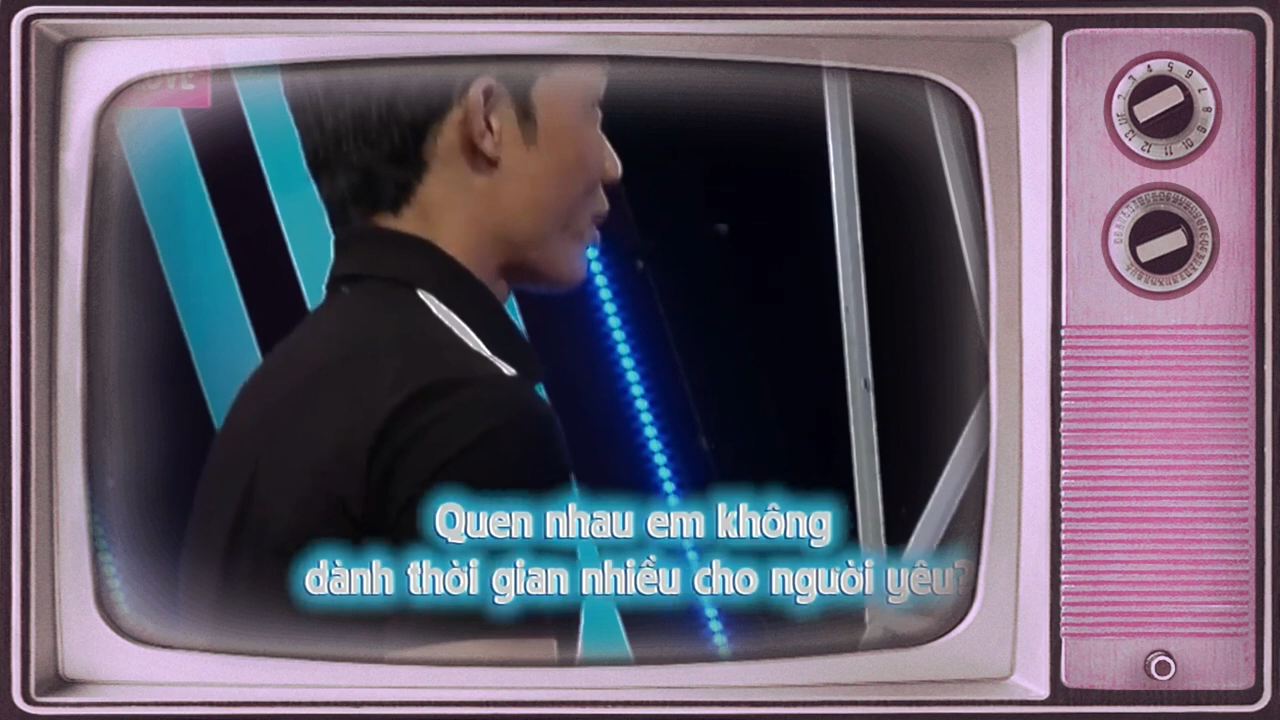 Quen nhau em không
dành thời gian nhiều cho người yêu?